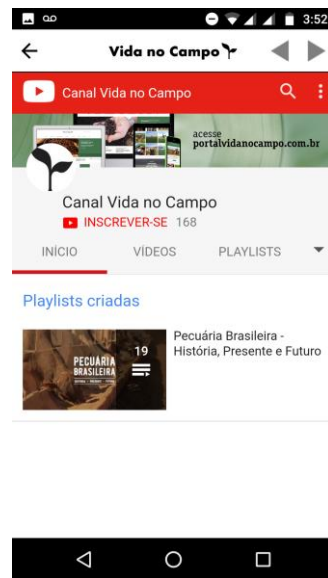 3:52
Vida no Campo
Canal Vida no Campo
acesse
portalvidanocampo.com.br
Canal Vida no Campo
INSCREVER-SE 168
INÍCIO VÍDEOS PLAYLISTS
Playlists criadas
PECUÁRIA
BRASILEIRA
19
Pecuária Brasileira -
História, Presente e Futuro